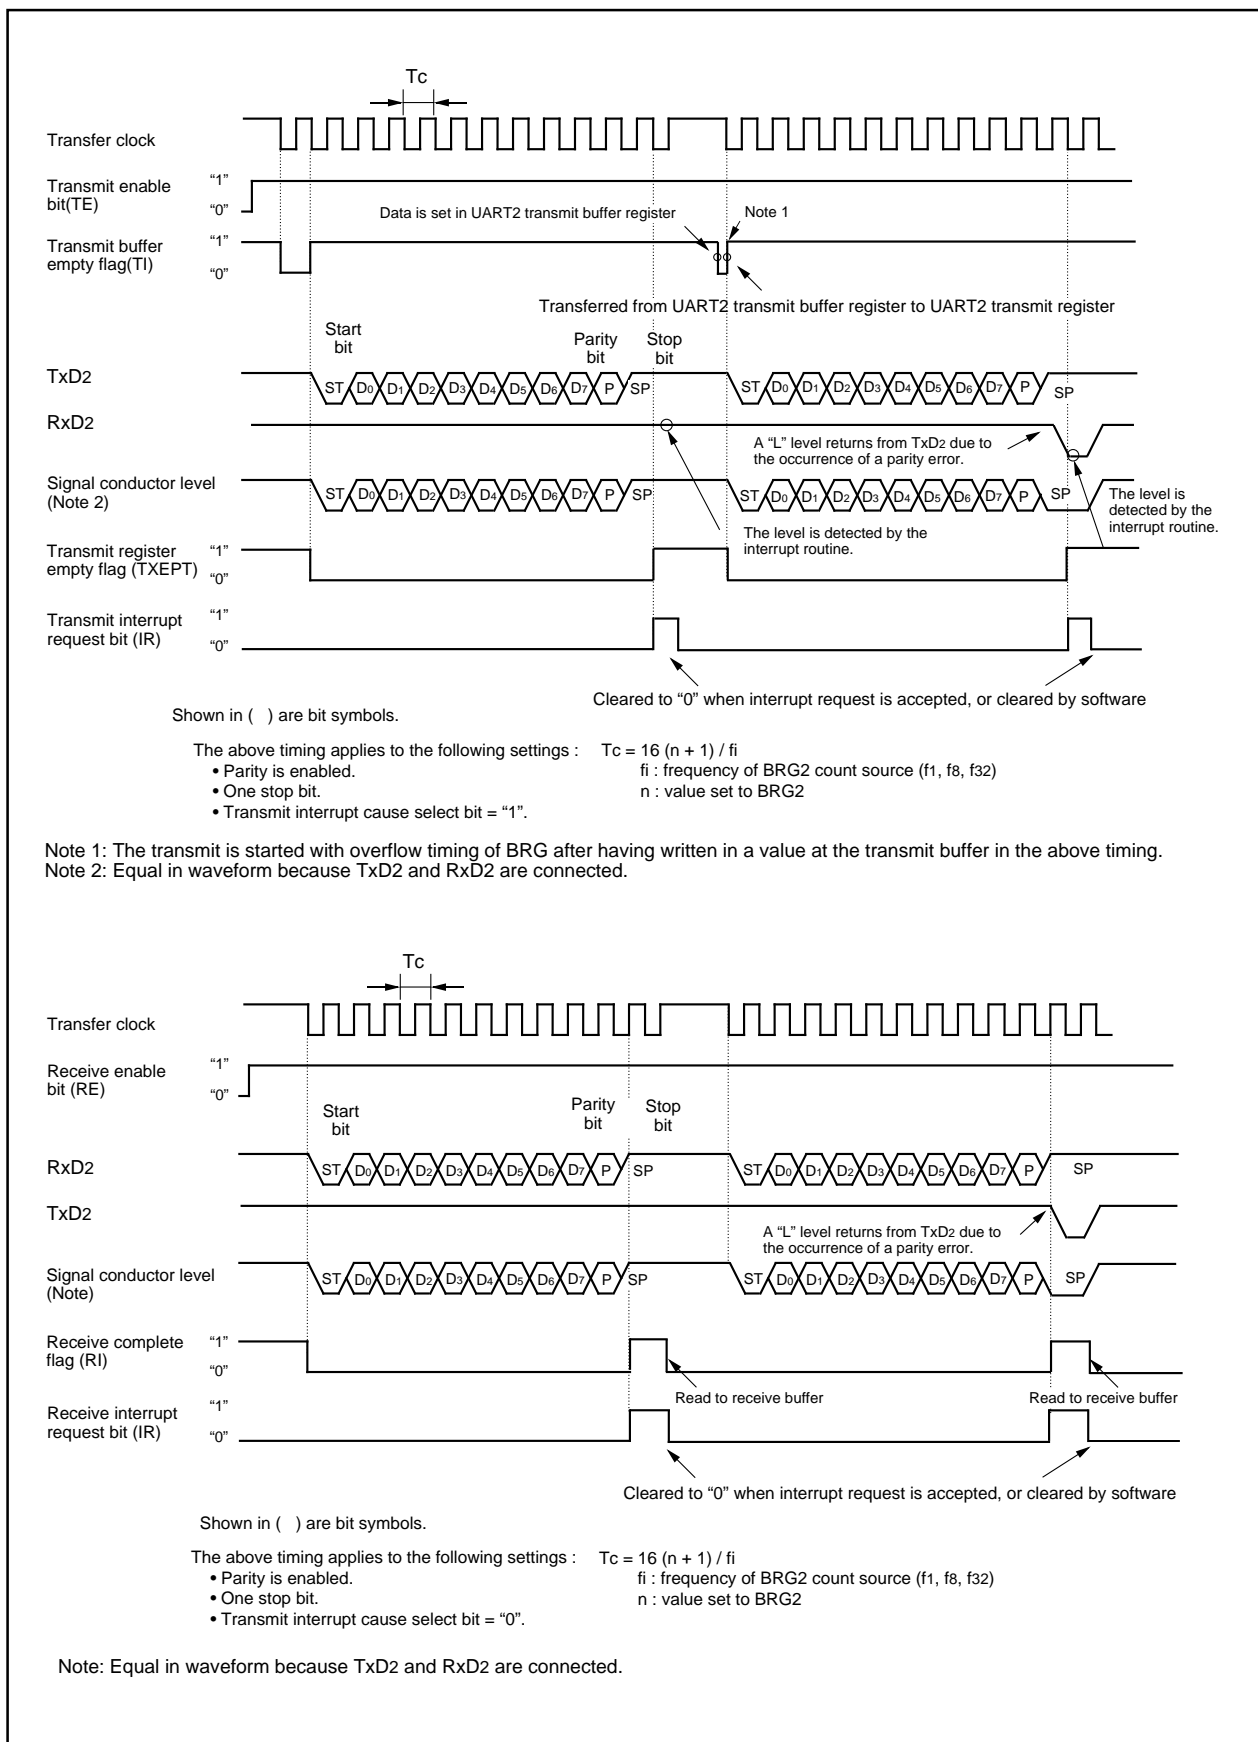 Tc
Transfer clock
Transmit enable
bit(TE)
“1”
“0”
Data is set in UART2 transmit buffer register
Note 1
Transmit buffer
empty flag(TI)
“1”
“0”
Transferred from UART2 transmit buffer register to UART2 transmit register
Start
bit
Parity
bit
Stop
bit
TxD2
ST D0 D1 D2 D3 D4 D5 D6 D7 P SP
ST D0 D1 D2 D3 D4 D5 D6 D7 P SP
RxD2
A “L” level returns from TxD2 due to
the occurrence of a parity error.
Signal conductor level
(Note 2)
ST D0 D1 D2 D3 D4 D5 D6 D7 P SP
ST D0 D1 D2 D3 D4 D5 D6 D7 P SP
The level is
detected by the
interrupt routine.
The level is detected by the
interrupt routine.
Transmit register
empty flag (TXEPT)
“1”
“0”
Transmit interrupt
request bit (IR)
“1”
“0”
Cleared to “0” when interrupt request is accepted, or cleared by software
Shown in ( ) are bit symbols.
The above timing applies to the following settings :
• Parity is enabled.
• One stop bit.
• Transmit interrupt cause select bit = “1”.
Tc = 16 (n + 1) / fi
fi : frequency of BRG2 count source (f1, f8, f32)
n : value set to BRG2
Note 1: The transmit is started with overflow timing of BRG after having written in a value at the transmit buffer in the above timing.
Note 2: Equal in waveform because TxD2 and RxD2 are connected.
Tc
Transfer clock
Receive enable
bit (RE)
“1”
“0”
Start
bit
Parity
bit
Stop
bit
RxD2
ST D0 D1 D2 D3 D4 D5 D6 D7 P SP
ST D0 D1 D2 D3 D4 D5 D6 D7 P SP
TxD2
A “L” level returns from TxD2 due to
the occurrence of a parity error.
Signal conductor level
(Note)
ST D0 D1 D2 D3 D4 D5 D6 D7 P SP
ST D0 D1 D2 D3 D4 D5 D6 D7 P SP
Receive complete
flag (RI)
“1”
“0”
Read to receive buffer
Read to receive buffer
Receive interrupt
request bit (IR)
“1”
“0”
Cleared to “0” when interrupt request is accepted, or cleared by software
Shown in ( ) are bit symbols.
The above timing applies to the following settings :
• Parity is enabled.
• One stop bit.
• Transmit interrupt cause select bit = “0”.
Tc = 16 (n + 1) / fi
fi : frequency of BRG2 count source (f1, f8, f32)
n : value set to BRG2
Note: Equal in waveform because TxD2 and RxD2 are connected.